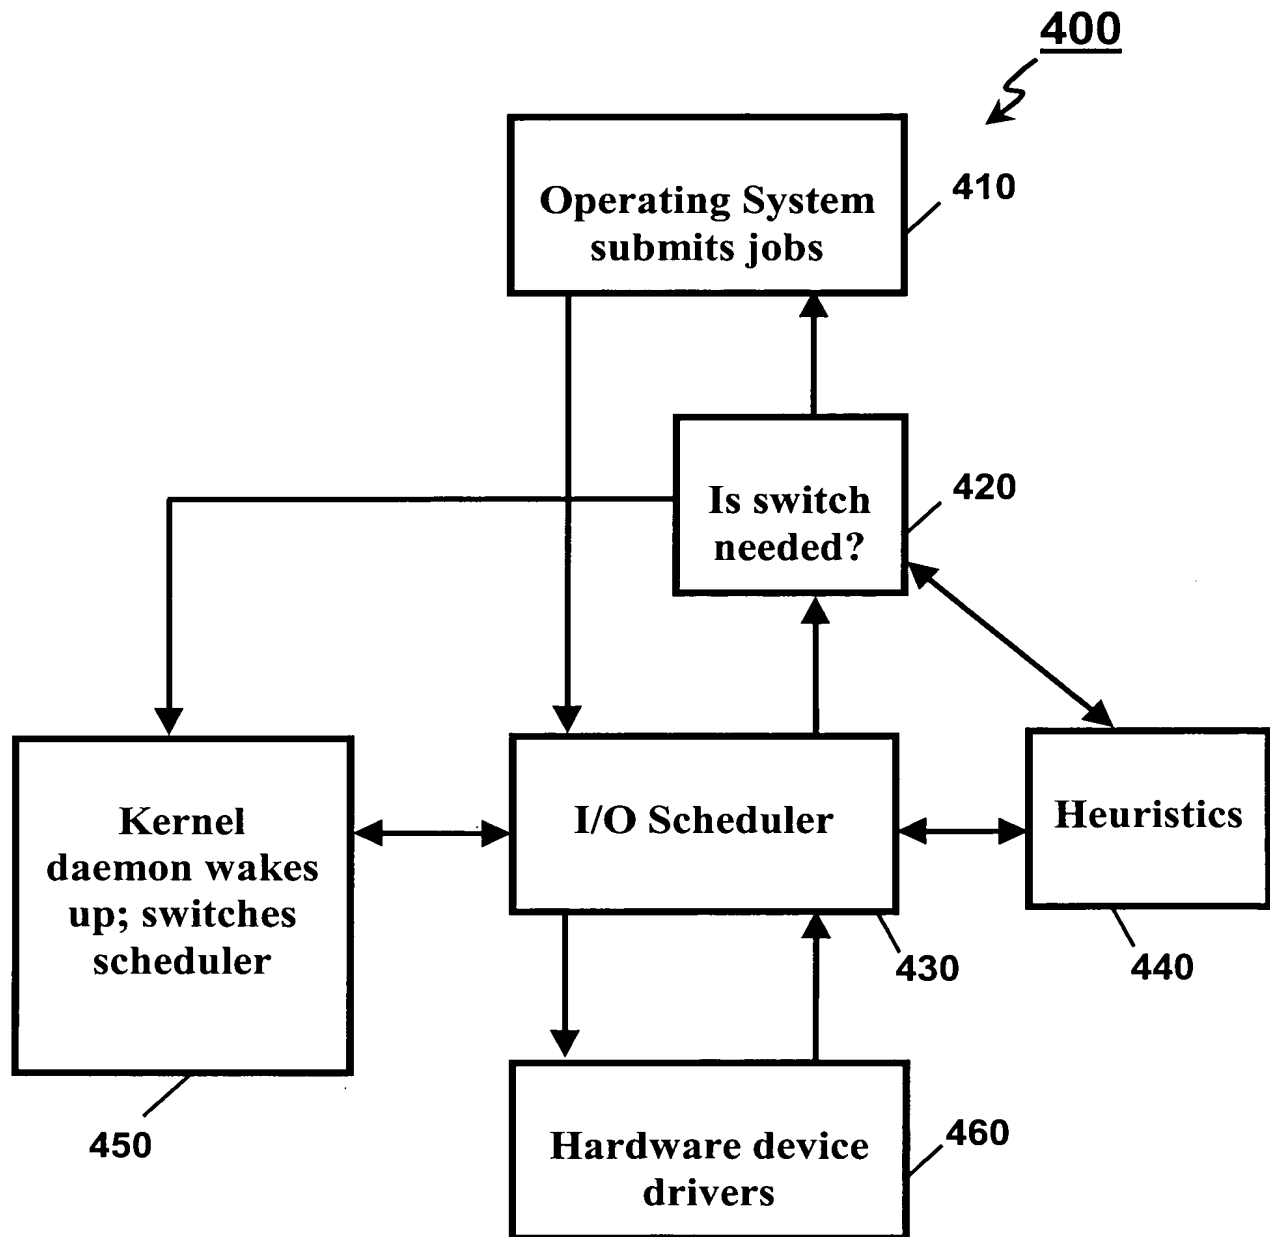 400
Operating System
submits jobs
410
Is switch
needed?
420
Kernel
daemon wakes
up; switches
scheduler
450
I/O Scheduler
430
Heuristics
440
Hardware device
drivers
460